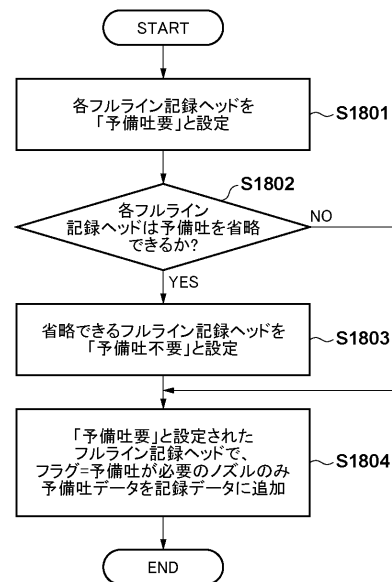 START
各フルライン記録ヘッドを
「予備吐要」と設定
S1801
S1802
各フルライン
記録ヘッドは予備吐を省略
できるか?
NO
YES
省略できるフルライン記録ヘッドを
「予備吐不要」と設定
S1803
「予備吐要」と設定された
フルライン記録ヘッドで、
フラグ=予備吐が必要のノズルのみ
予備吐データを記録データに追加
S1804
END